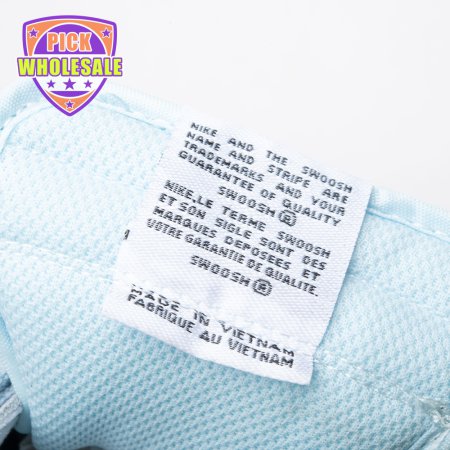 PICK
WHOLESALE
NIKE AND THE SWOOSH
NAME AND STRIPE ARE
TRADEMARKS AND YOUR
GUARANTEE OF QUALITY
SWOOSH®
NIKE,LE TERME SWOOSH
ET SON SIGLE SONT DES
MARQUES DEPOSEES ET
VOTRE GARANTIE DE QUALITE.
SWOOSH®
MADE IN VIETNAM
FABRIQUE AU VIETNAM